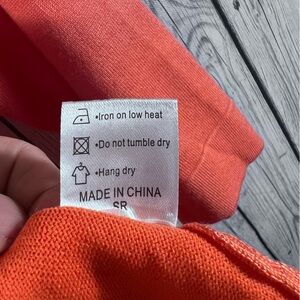 •Iron on low heat
•Do not tumble dry
•Hang dry
MADE IN CHINA
SR